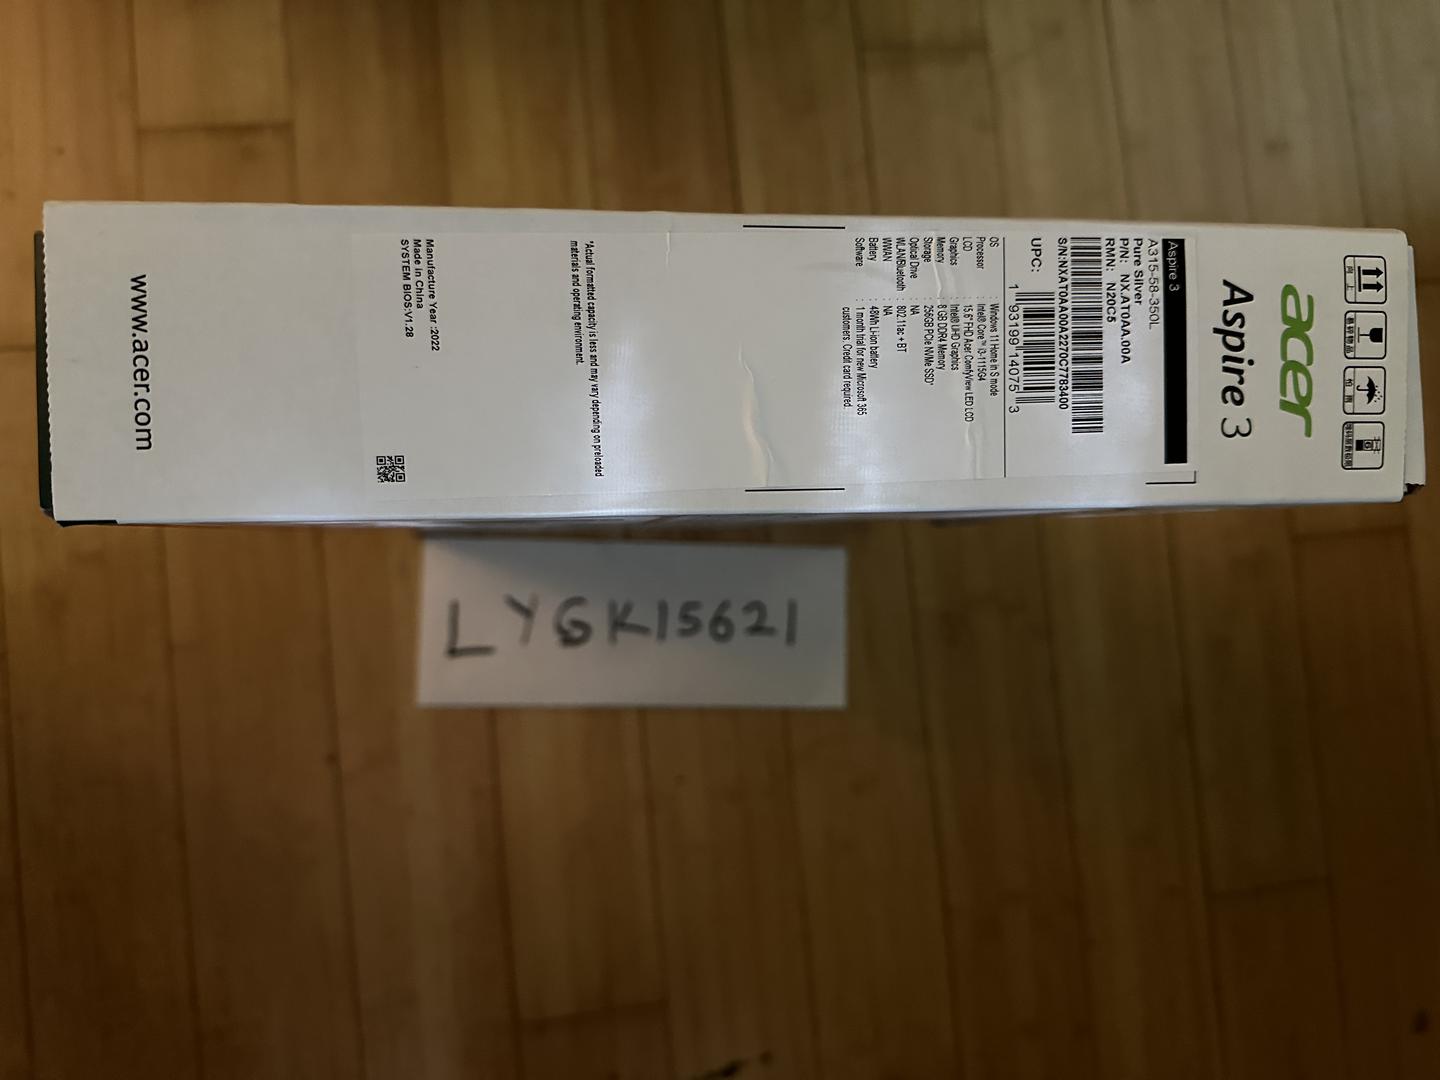 acer
Aspire 3
Aspire 3
A315-58-350L
Pure Silver
P/N: NX.AT0AA.00A
RMN: N20C5
S/N:NXAT0AA00A2270C7783400
UPC:
1 93199 14075 3
OS : Windows 11 Home in S mode
Processor : Intel® Core™ i3-1115G4
LCD : 15.6" FHD Acer ComfyView LED LCD
Graphics : Intel® UHD Graphics
Memory : 8 GB DDR4 Memory
Storage : 256GB PCIe NVMe SSD*
Optical Drive : NA
WLAN/Bluetooth : 802.11ac + BT
WWAN : NA
Battery : 48Wh Li-ion battery
Software : 1 month trial for new Microsoft 365
customers. Credit card required.
*Actual formatted capacity is less and may vary depending on preloaded
materials and operating environment.
Manufacture Year :2022
Made in China
SYSTEM BIOS:V1.28
www.acer.com
LYGK15621